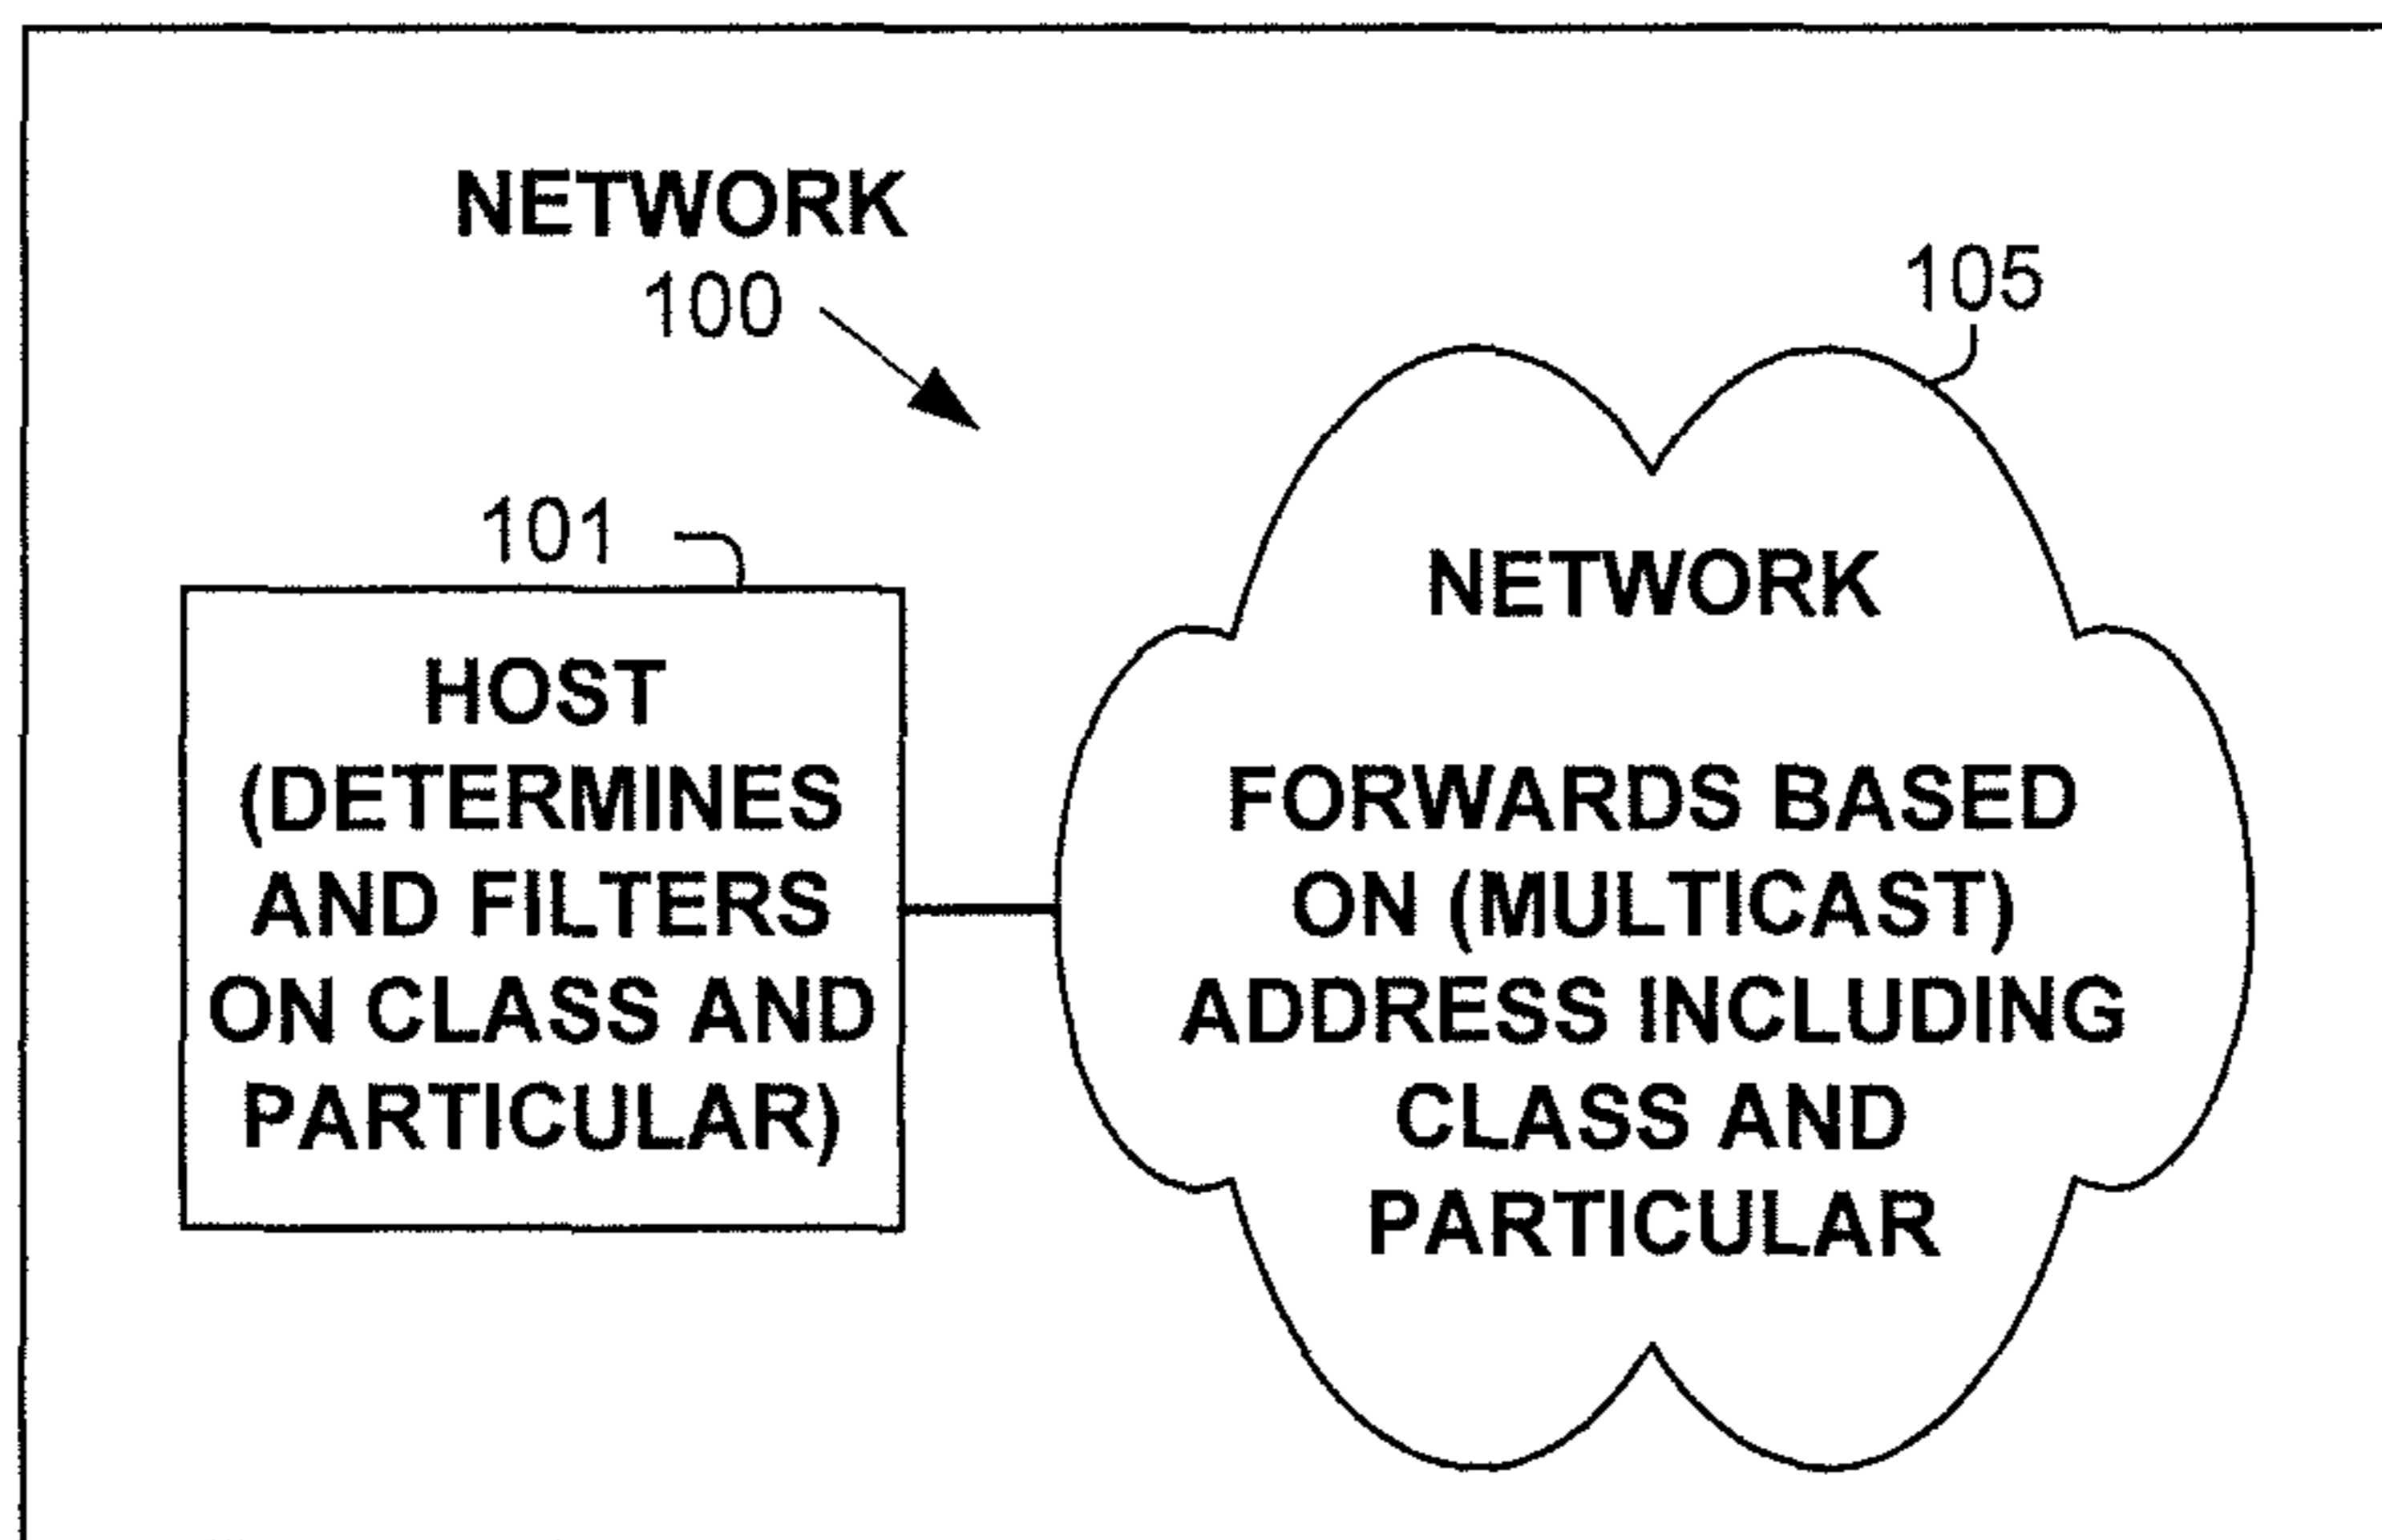 NETWORK
100
105
101
HOST
(DETERMINES
AND FILTERS
ON CLASS AND
PARTICULAR)
NETWORK
FORWARDS BASED
ON (MULTICAST)
ADDRESS INCLUDING
CLASS AND
PARTICULAR